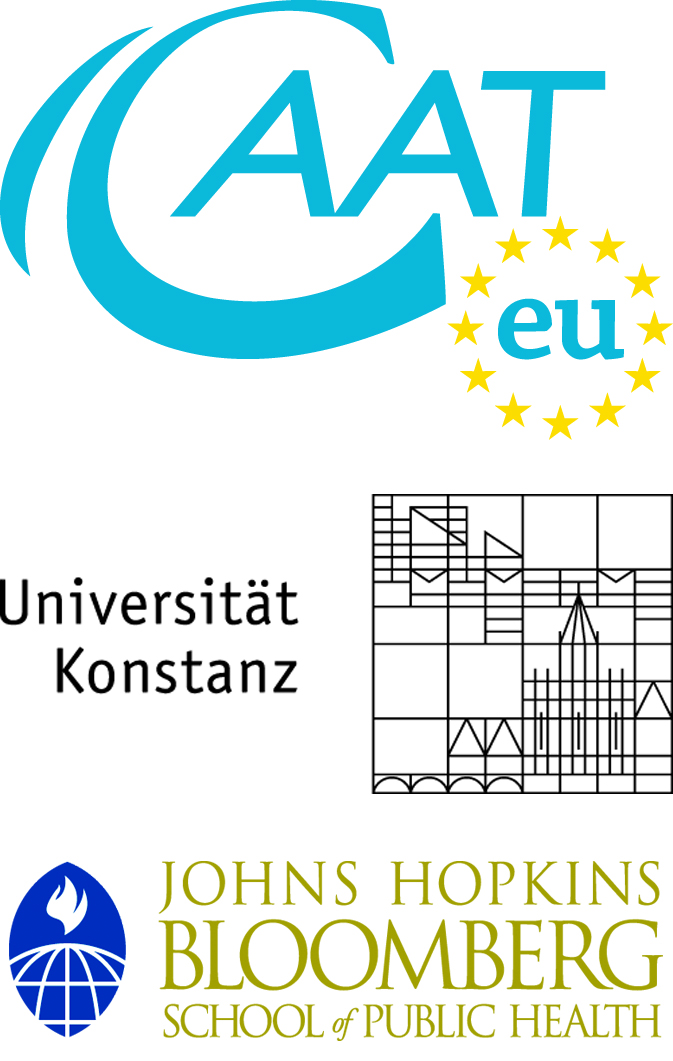 CAAT
eu
Universität
Konstanz
JOHNS HOPKINS
BLOOMBERG
SCHOOL of PUBLIC HEALTH